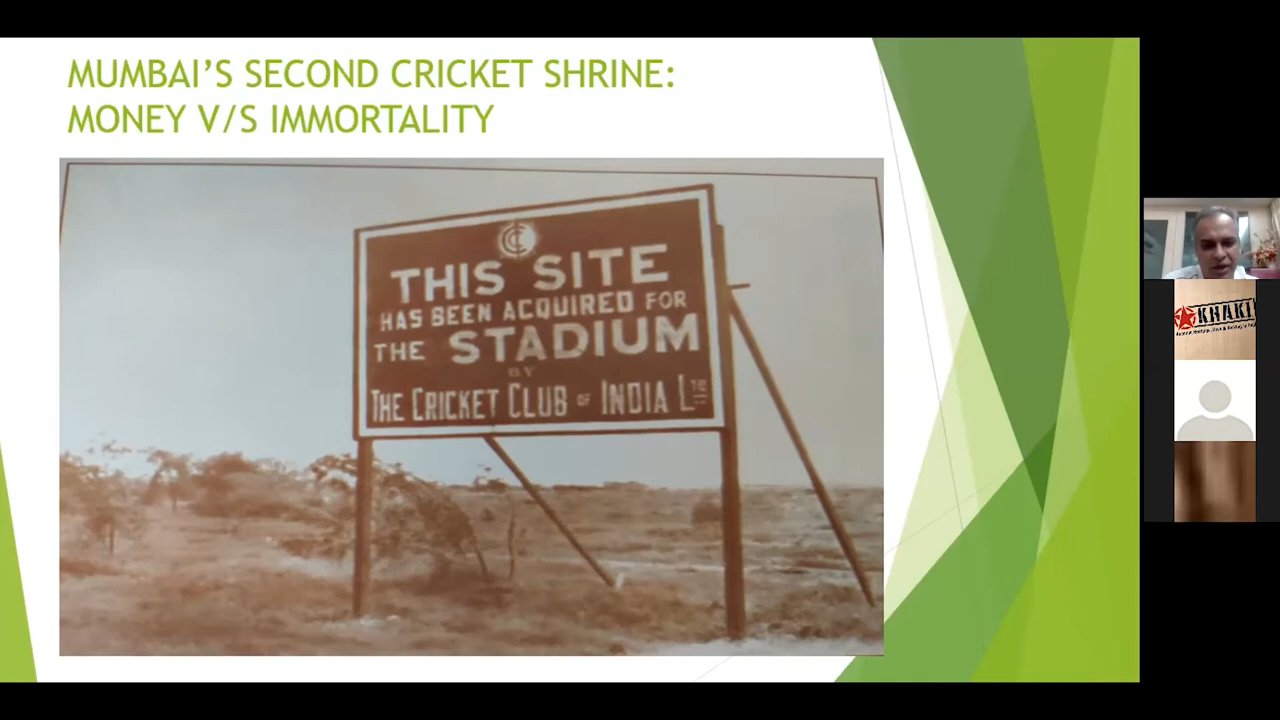 MUMBAI'S SECOND CRICKET SHRINE:
MONEY V/S IMMORTALITY
THIS SITE
HAS BEEN ACQUIRED FOR
THE STADIUM
BY
THE CRICKET CLUB OF INDIA LTD
KHAKI